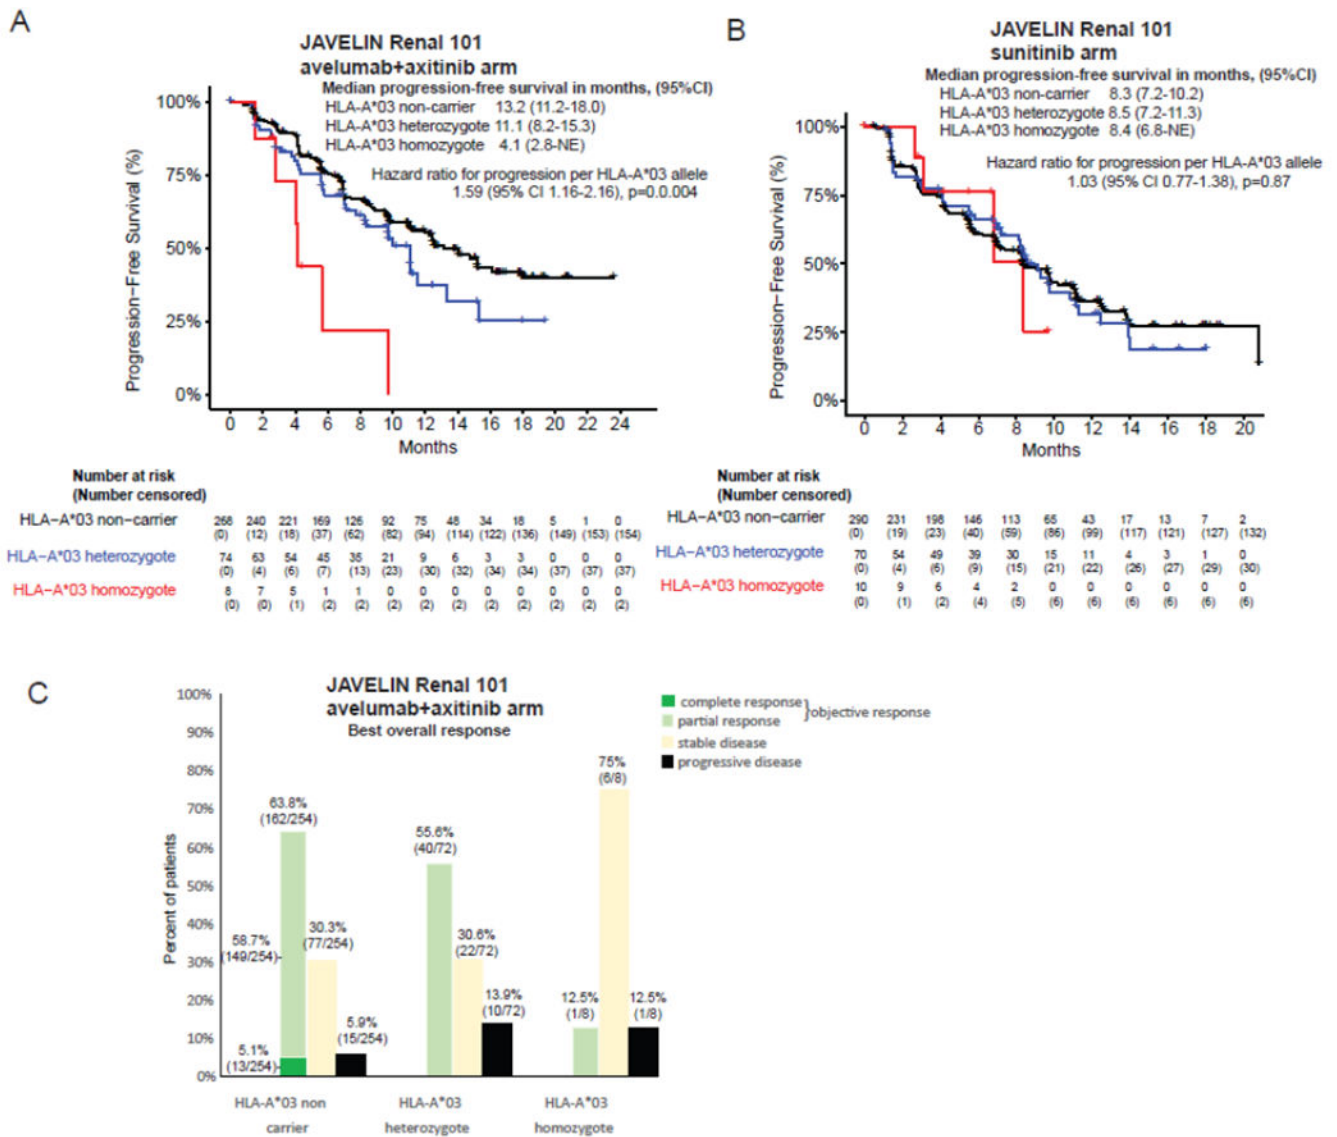 A
JAVELIN Renal 101
avelumab+axitinib arm
Median progression-free survival in months, (95%CI)
HLA-A*03 non-carrier 13.2 (11.2-18.0)
HLA-A*03 heterozygote 11.1 (8.2-15.3)
HLA-A*03 homozygote 4.1 (2.8-NE)
Hazard ratio for progression per HLA-A*03 allele
1.59 (95% CI 1.16-2.16), p=0.0.004
Progression-Free Survival (%)
100%
75%
50%
25%
0%
0 2 4 6 8 10 12 14 16 18 20 22 24
Months
Number at risk
(Number censored)
HLA-A*03 non-carrier 268 240 221 169 126 92 75 48 34 18 5 1 0
(0) (12) (18) (37) (62) (82) (94) (114) (122) (136) (149) (153) (154)
HLA-A*03 heterozygote 74 63 54 45 35 21 9 6 3 3 0 0 0
(0) (4) (6) (7) (13) (23) (30) (32) (34) (34) (37) (37) (37)
HLA-A*03 homozygote 8 7 5 1 1 0 0 0 0 0 0 0 0
(0) (0) (1) (2) (2) (2) (2) (2) (2) (2) (2) (2) (2)
B
JAVELIN Renal 101
sunitinib arm
Median progression-free survival in months, (95%CI)
HLA-A*03 non-carrier 8.3 (7.2-10.2)
HLA-A*03 heterozygote 8.5 (7.2-11.3)
HLA-A*03 homozygote 8.4 (6.8-NE)
Hazard ratio for progression per HLA-A*03 allele
1.03 (95% CI 0.77-1.38), p=0.87
Progression-Free Survival (%)
100%
75%
50%
25%
0%
0 2 4 6 8 10 12 14 16 18 20
Months
Number at risk
(Number censored)
HLA-A*03 non-carrier 290 231 198 146 113 65 43 17 13 7 2
(0) (19) (23) (40) (59) (86) (99) (117) (121) (127) (132)
HLA-A*03 heterozygote 70 54 49 39 30 15 11 4 3 1 0
(0) (4) (6) (9) (15) (21) (22) (26) (27) (29) (30)
HLA-A*03 homozygote 10 9 6 4 2 0 0 0 0 0 0
(0) (1) (2) (4) (5) (6) (6) (6) (6) (6) (6)
C
JAVELIN Renal 101
avelumab+axitinib arm
Best overall response
complete response
partial response
}objective response
stable disease
progressive disease
Percent of patients
100%
90%
80%
70%
60%
50%
40%
30%
20%
10%
0%
63.8%
(162/254)
58.7%
(149/254)
5.1%
(13/254)
30.3%
(77/254)
5.9%
(15/254)
55.6%
(40/72)
30.6%
(22/72)
13.9%
(10/72)
12.5%
(1/8)
75%
(6/8)
12.5%
(1/8)
HLA-A*03 non
carrier
HLA-A*03
heterozygote
HLA-A*03
homozygote